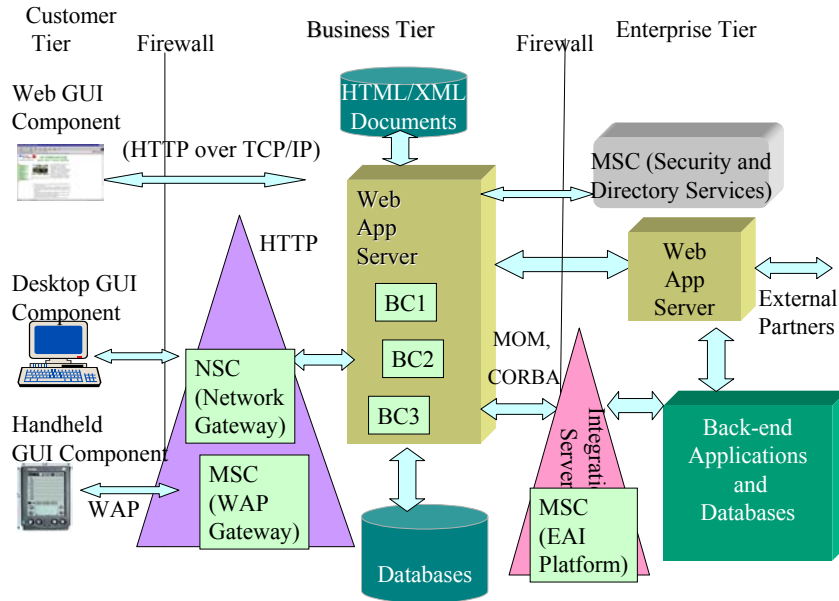 Customer
Tier
Firewall
Business Tier
Firewall
Enterprise Tier
Web GUI
Component
(HTTP over TCP/IP)
HTML/XML
Documents
MSC (Security and
Directory Services)
Web
App
Server
BC1
BC2
BC3
HTTP
Web
App
Server
External
Partners
Desktop GUI
Component
NSC
(Network
Gateway)
MOM,
CORBA
Integration
Server
Back-end
Applications
and
Databases
Handheld
GUI Component
WAP
MSC
(WAP
Gateway)
MSC
(EAI
Platform)
Databases